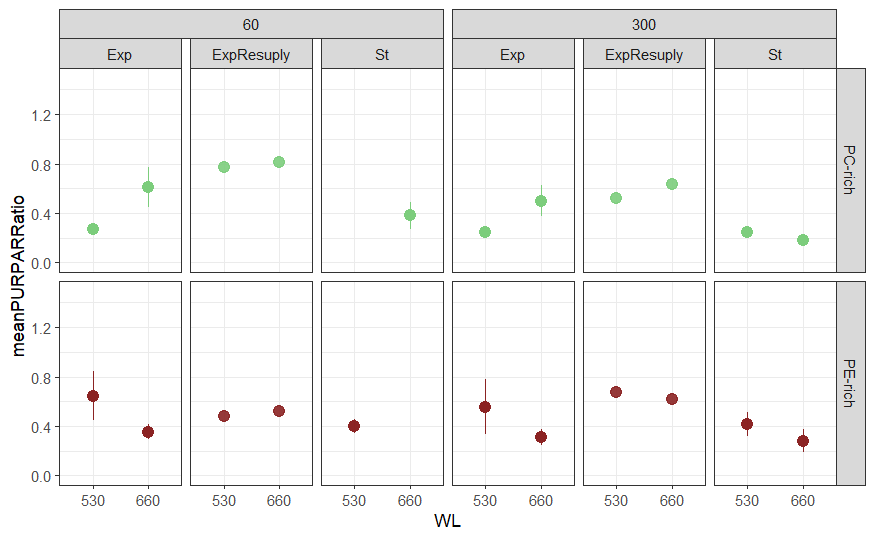 60 300
Exp ExpResuply St Exp ExpResuply St
meanPURPARRatio
1.2
0.8
0.4
0.0
PC-rich
1.2
0.8
0.4
0.0
PE-rich
530 660 530 660 530 660 530 660 530 660 530 660
WL